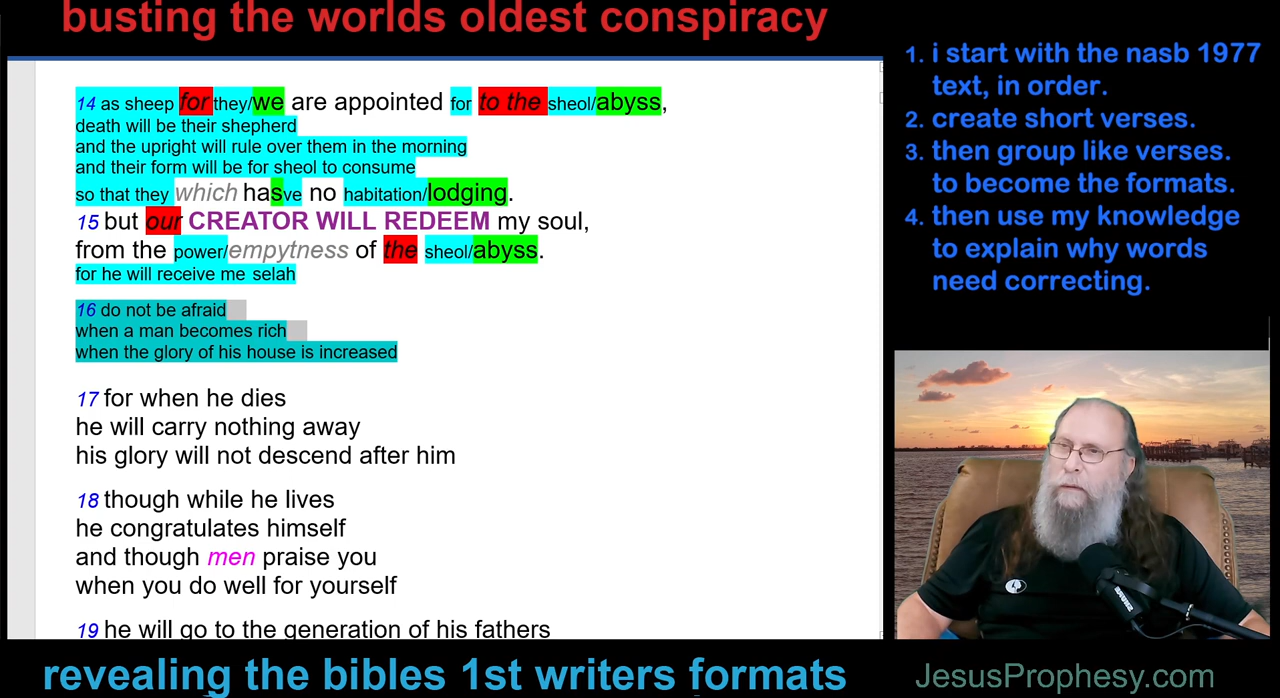 busting the worlds oldest conspiracy
14 as sheep for they/we are appointed for to the sheol/abyss,
death will be their shepherd
and the upright will rule over them in the morning
and their form will be for sheol to consume
so that they which hasve no habitation/lodging.
15 but our CREATOR WILL REDEEM my soul,
from the power/empytness of the sheol/abyss.
for he will receive me selah
16 do not be afraid
when a man becomes rich
when the glory of his house is increased
17 for when he dies
he will carry nothing away
his glory will not descend after him
18 though while he lives
he congratulates himself
and though men praise you
when you do well for yourself
19 he will go to the generation of his fathers
1. i start with the nasb 1977
text, in order.
2. create short verses.
3. then group like verses.
to become the formats.
4. then use my knowledge
to explain why words
need correcting.
revealing the bibles 1st writers formats
JesusProphesy.com